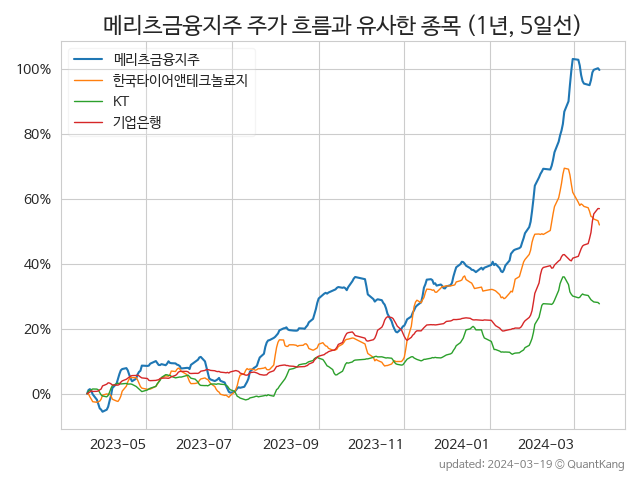 메리츠금융지주 주가 흐름과 유사한 종목 (1년, 5일선)
메리츠금융지주
한국타이어앤테크놀로지
KT
기업은행
100%
80%
60%
40%
20%
0%
2023-05 2023-07 2023-09 2023-11 2024-01 2024-03
updated: 2024-03-19 © QuantKang